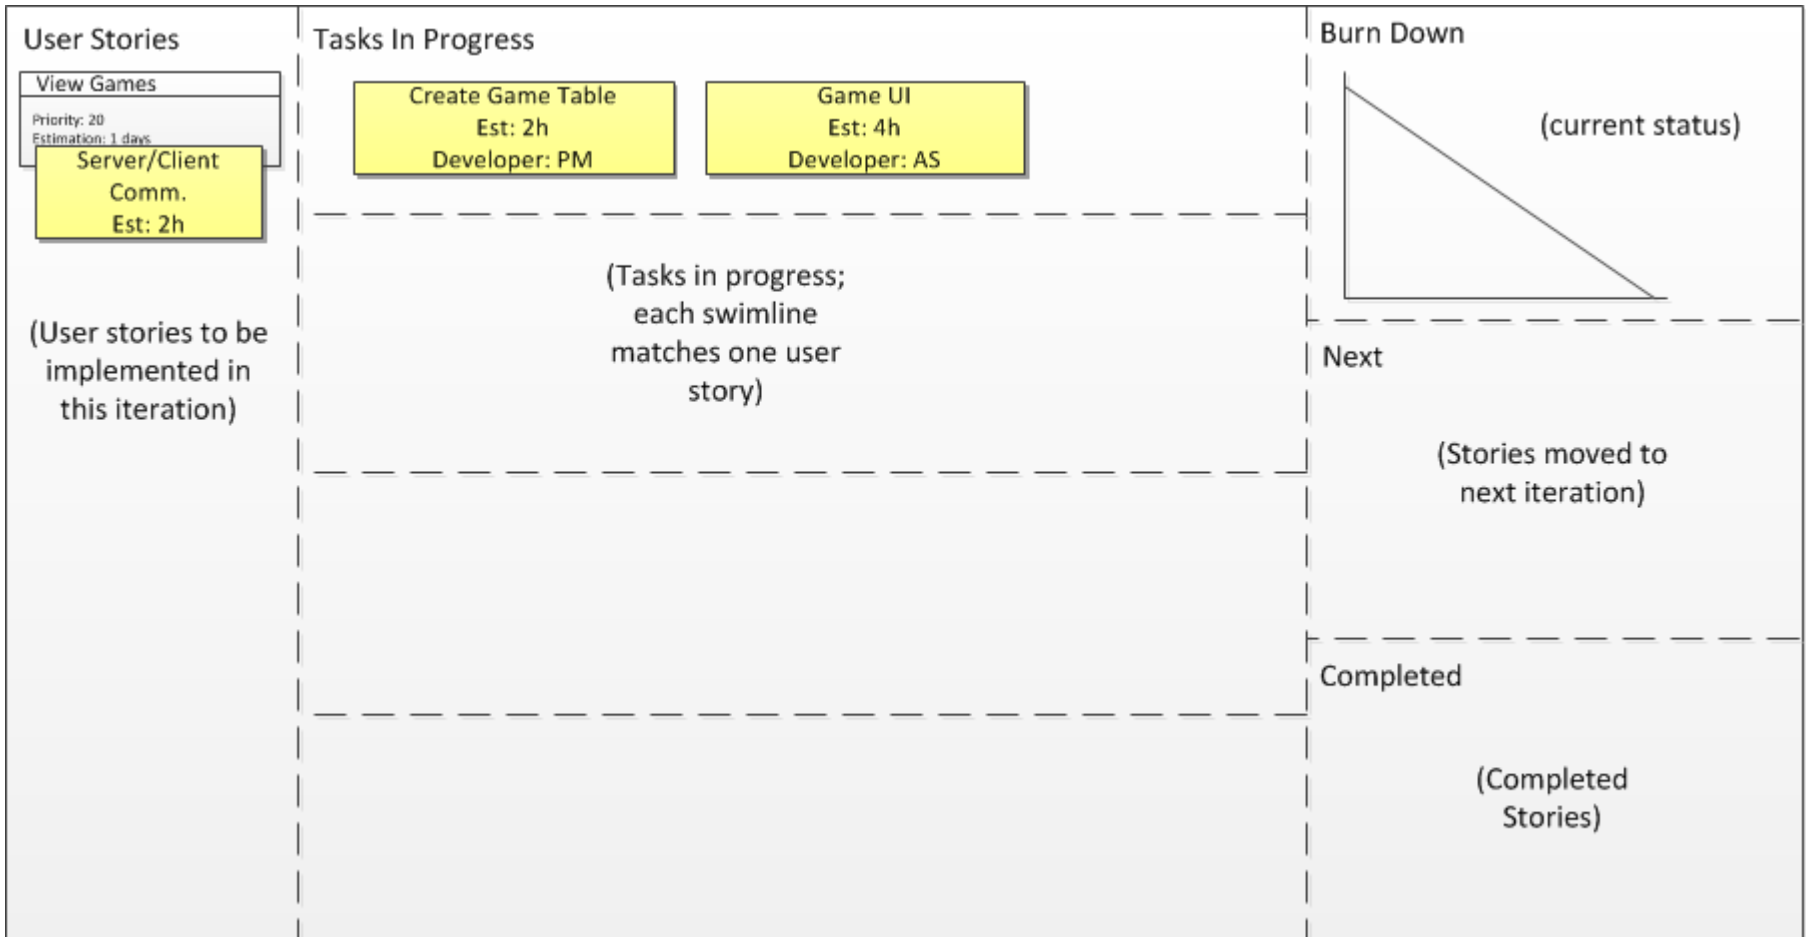 User Stories
View Games
Priority: 20
Estimation: 1 days
Server/Client
Comm.
Est: 2h
(User stories to be
implemented in
this iteration)
Tasks In Progress
Create Game Table
Est: 2h
Developer: PM
Game UI
Est: 4h
Developer: AS
(Tasks in progress;
each swimline
matches one user
story)
Burn Down
(current status)
Next
(Stories moved to
next iteration)
Completed
(Completed
Stories)